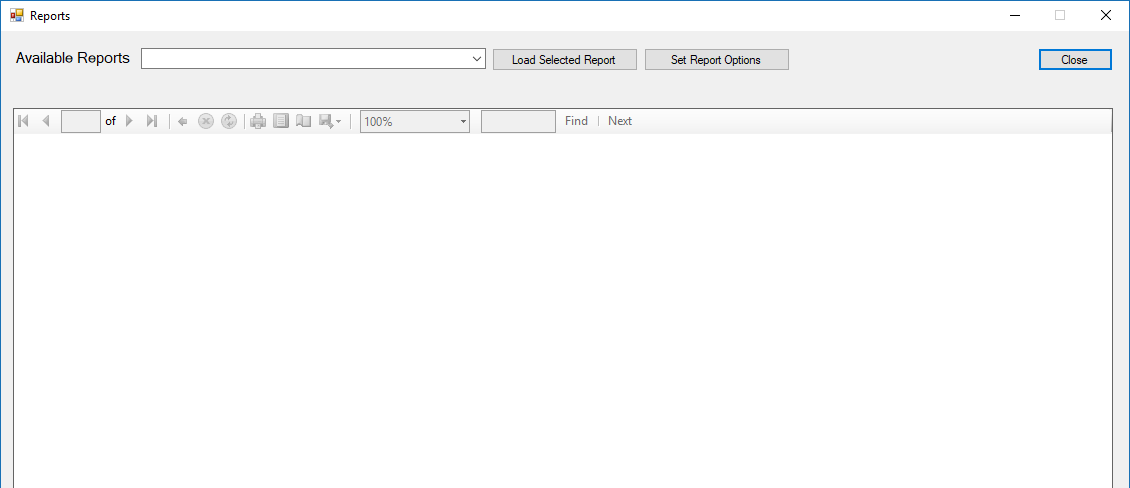 Reports
Available Reports Load Selected Report Set Report Options Close
of 100% Find Next